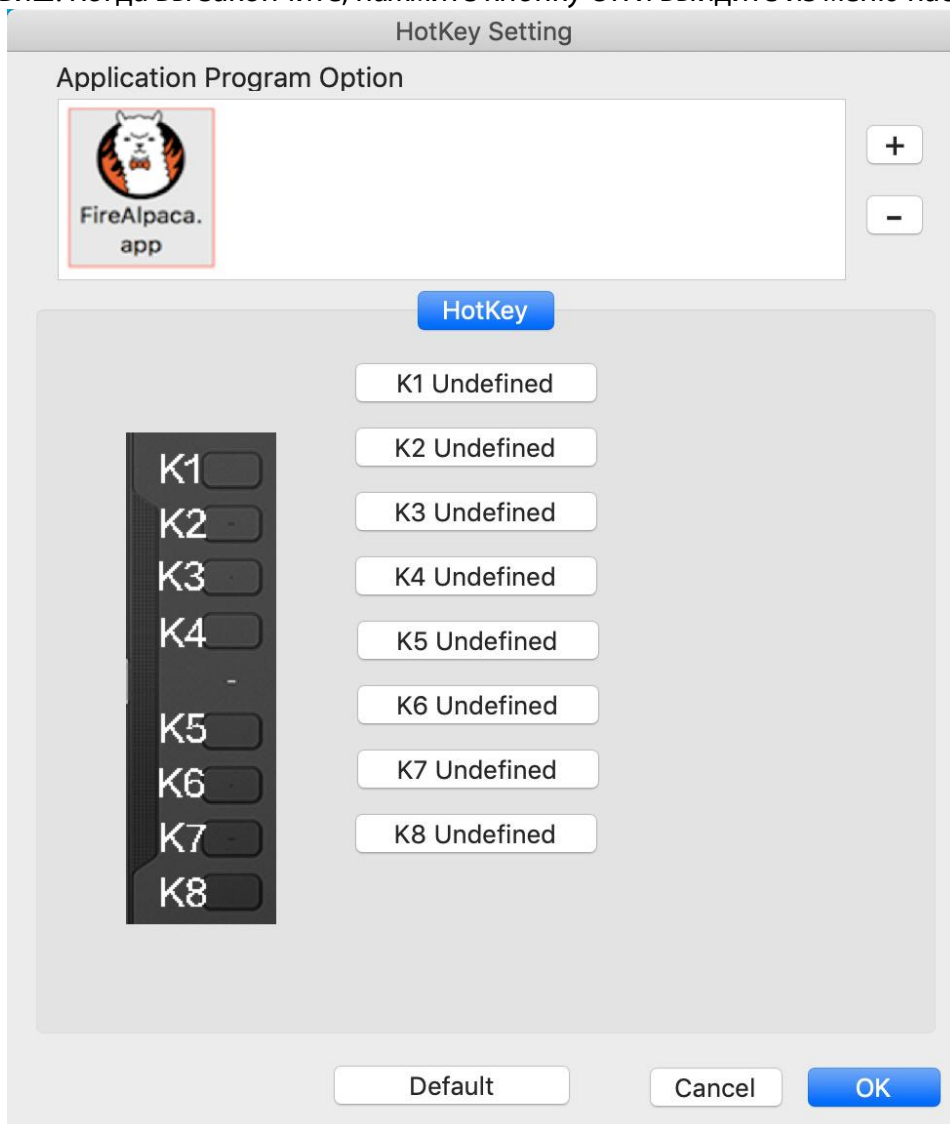 HotKey Setting
Application Program Option
+
FireAlpaca.
app
-
HotKey
K1 Undefined
K2 Undefined
K3 Undefined
K4 Undefined
K5 Undefined
K6 Undefined
K7 Undefined
K8 Undefined
K1
K2
K3
K4
-
K5
K6
K7
K8
Default
Cancel
OK